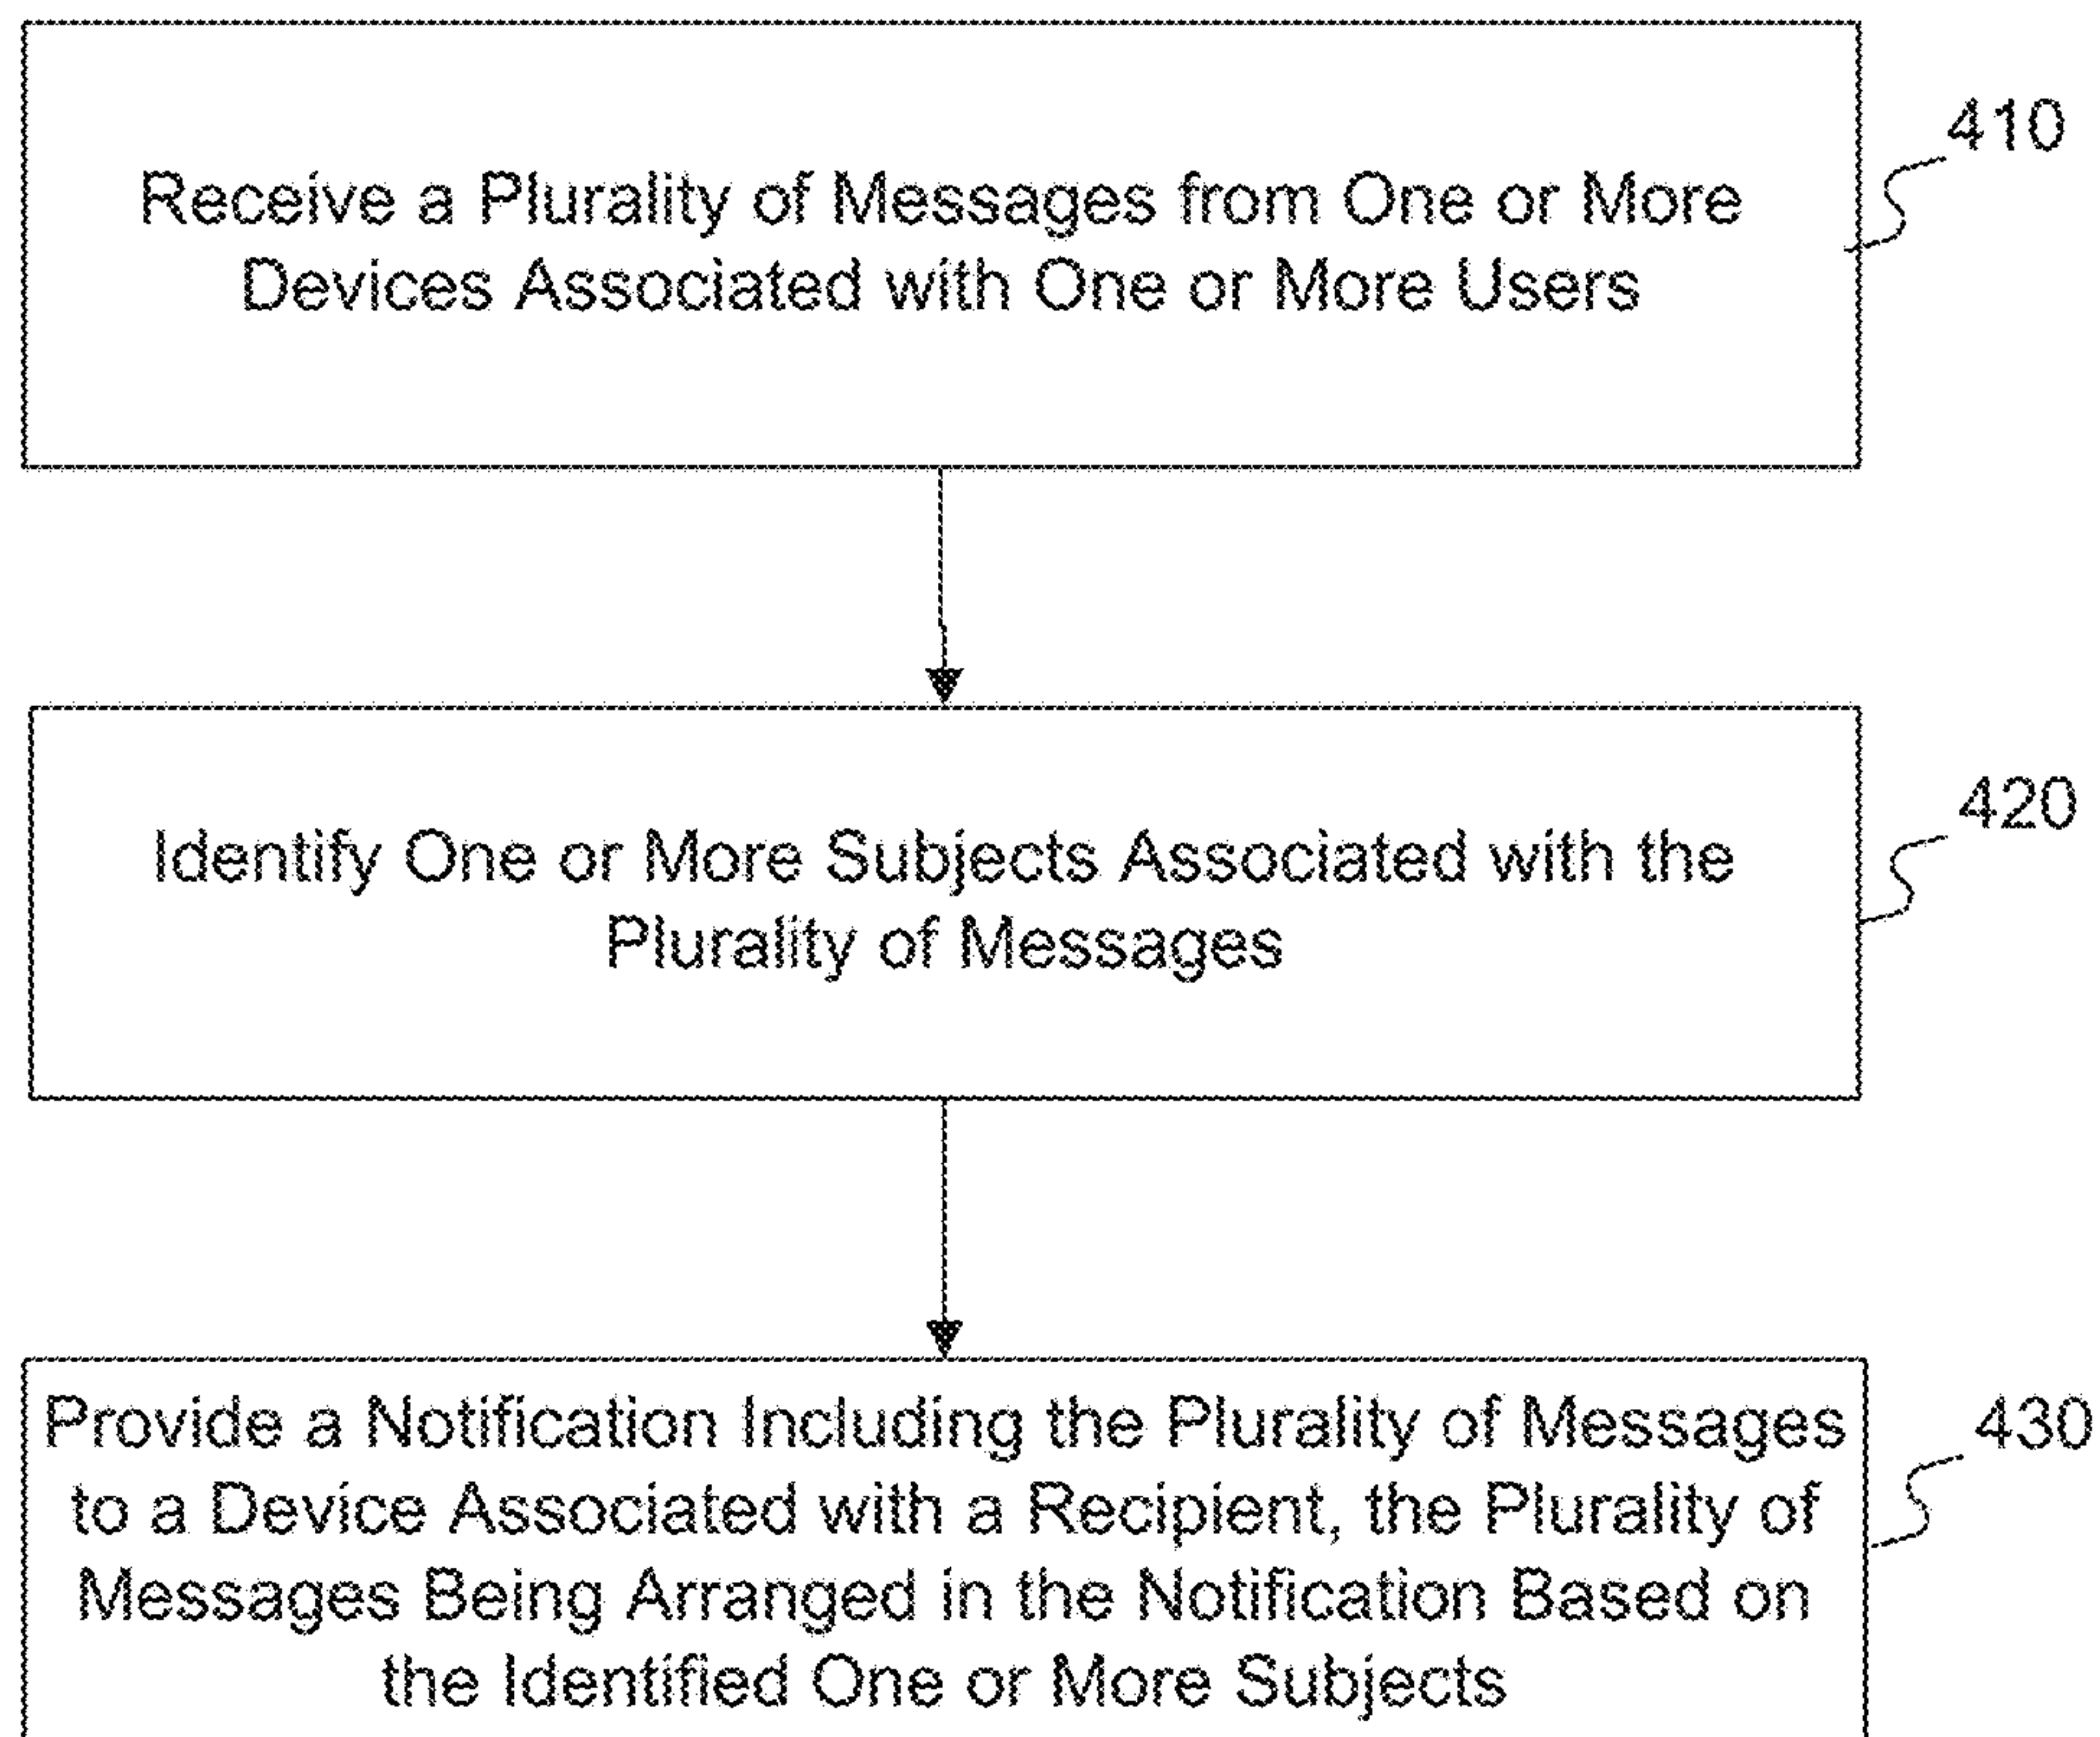 410
Receive a Plurality of Messages from One or More
Devices Associated with One or More Users
420
Identify One or More Subjects Associated with the
Plurality of Messages
430
Provide a Notification Including the Plurality of Messages
to a Device Associated with a Recipient, the Plurality of
Messages Being Arranged in the Notification Based on
the Identified One or More Subjects